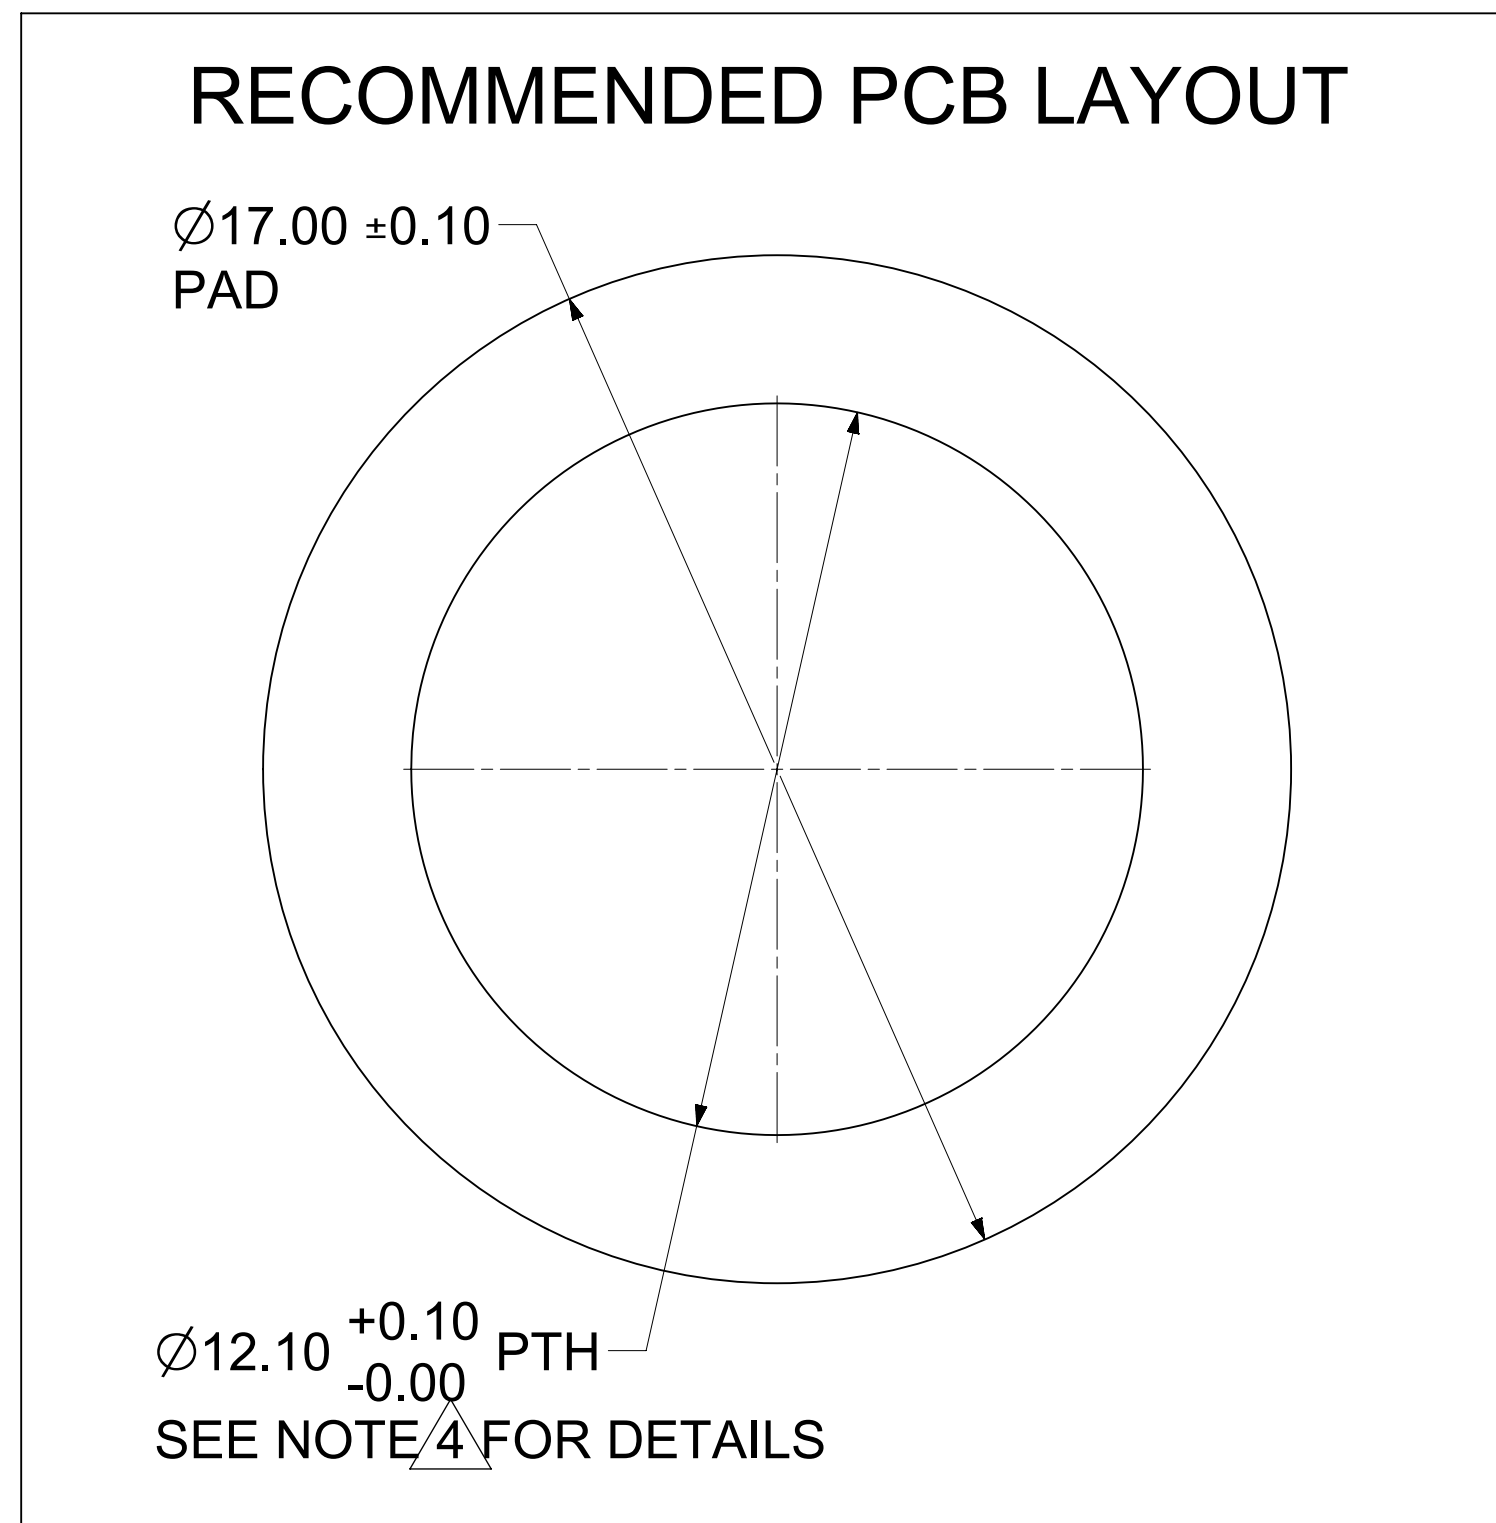 RECOMMENDED PCB LAYOUT
∅17.00 ±0.10
PAD
∅12.10 +0.10 -0.00 PTH
SEE NOTE 4 FOR DETAILS